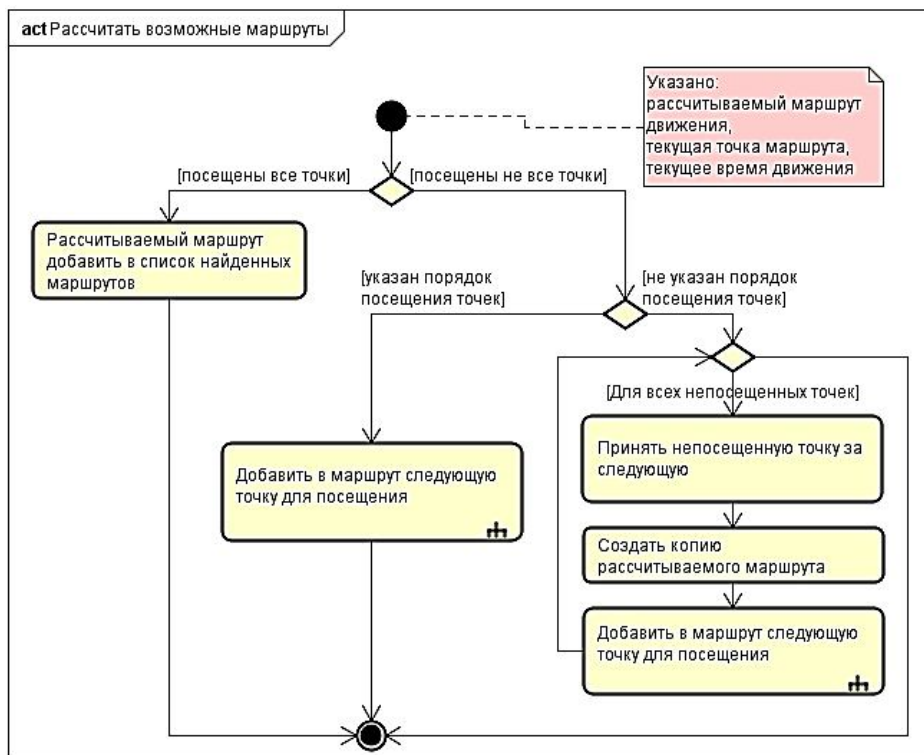 act Рассчитать возможные маршруты
Указано:
рассчитываемый маршрут
движения,
текущая точка маршрута,
текущее время движения
[посещены все точки]
[посещены не все точки]
Рассчитываемый маршрут
добавить в список найденных
маршрутов
[указан порядок
посещения точек]
[не указан порядок
посещения точек]
[Для всех непосещенных точек]
Добавить в маршрут следующую
точку для посещения
Принять непосещенную точку за
следующую
Создать копию
рассчитываемого маршрута
Добавить в маршрут следующую
точку для посещения